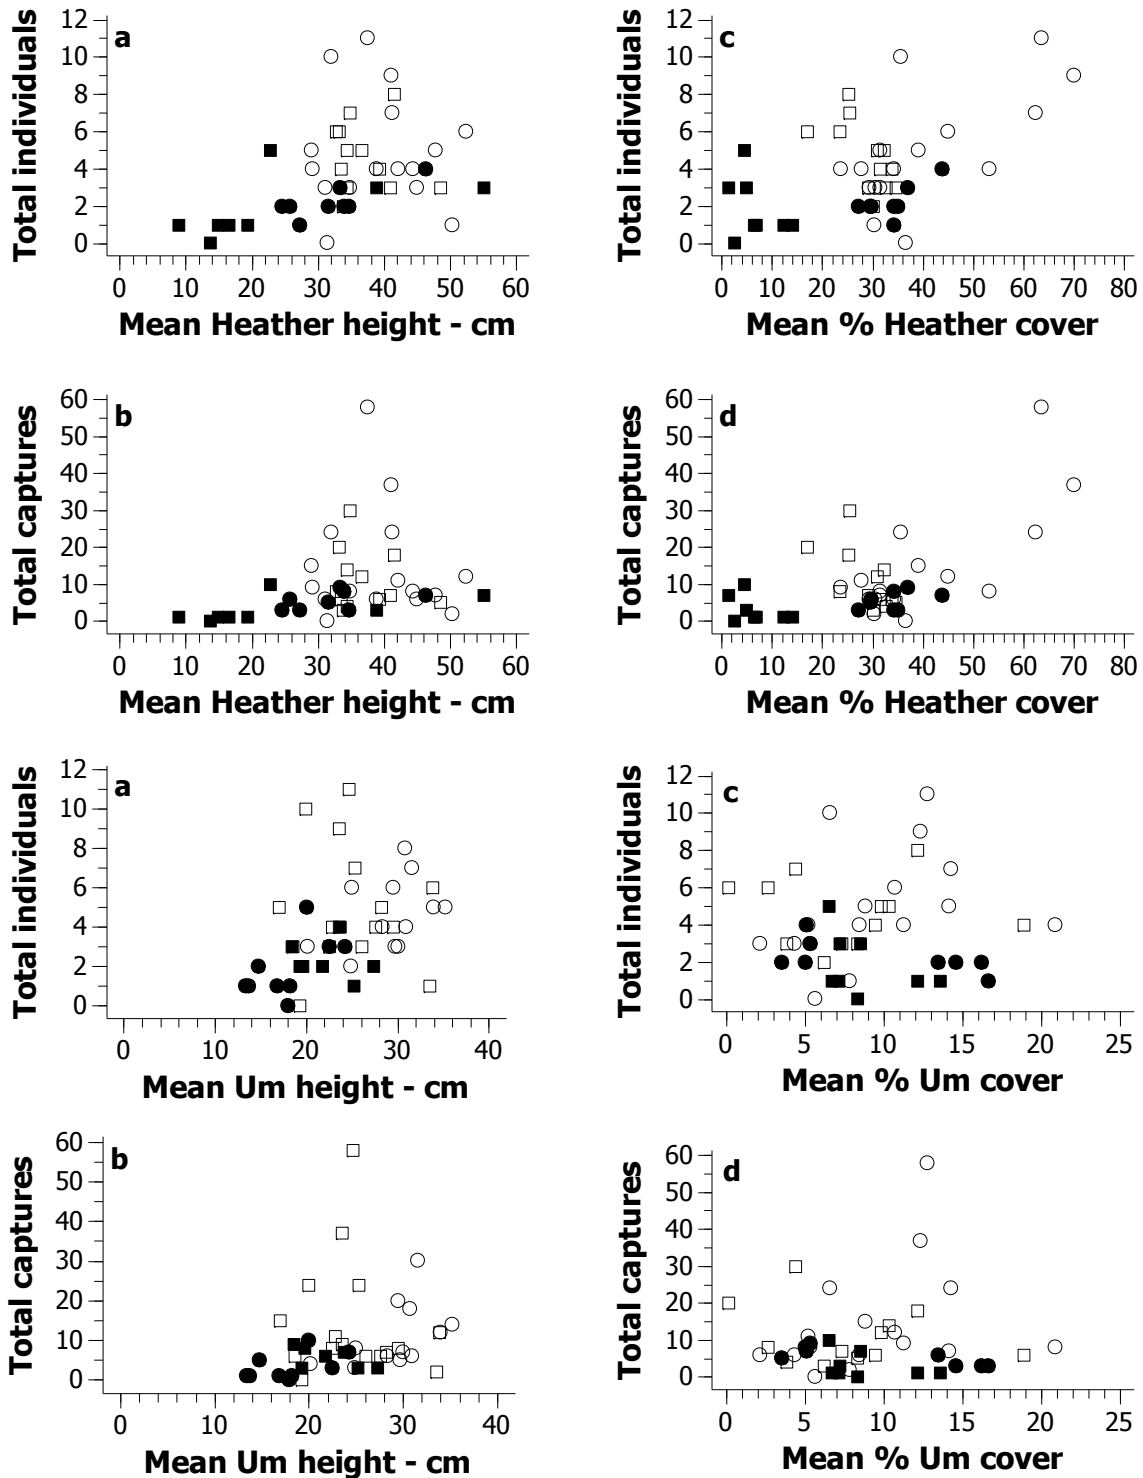 a
Total individuals
12
10
8
6
4
2
0
0 10 20 30 40 50 60
Mean Heather height - cm
c
Total individuals
12
10
8
6
4
2
0
0 10 20 30 40 50 60 70 80
Mean % Heather cover
b
Total captures
60
50
40
30
20
10
0
0 10 20 30 40 50 60
Mean Heather height - cm
d
Total captures
60
50
40
30
20
10
0
0 10 20 30 40 50 60 70 80
Mean % Heather cover
a
Total individuals
12
10
8
6
4
2
0
0 10 20 30 40
Mean Um height - cm
c
Total individuals
12
10
8
6
4
2
0
0 5 10 15 20 25
Mean % Um cover
b
Total captures
60
50
40
30
20
10
0
0 10 20 30 40
Mean Um height - cm
d
Total captures
60
50
40
30
20
10
0
0 5 10 15 20 25
Mean % Um cover